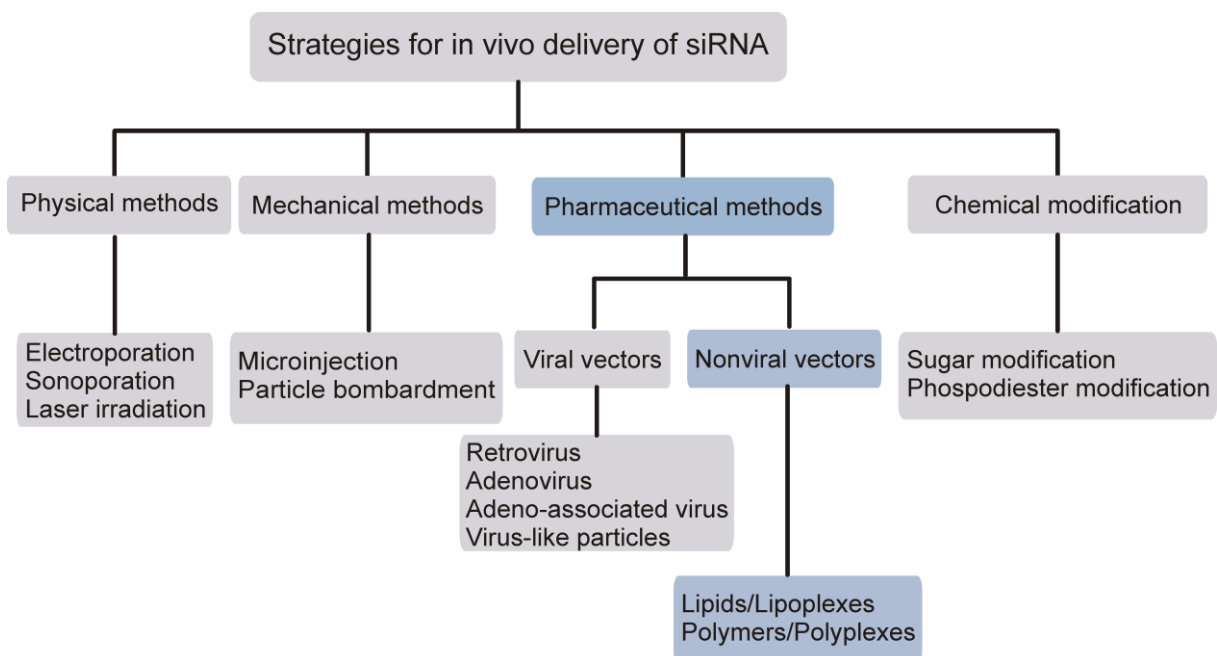 Strategies for in vivo delivery of siRNA
Physical methods
Mechanical methods
Pharmaceutical methods
Chemical modification
Electroporation
Sonoporation
Laser irradiation
Microinjection
Particle bombardment
Viral vectors
Nonviral vectors
Sugar modification
Phospodiester modification
Retrovirus
Adenovirus
Adeno-associated virus
Virus-like particles
Lipids/Lipoplexes
Polymers/Polyplexes